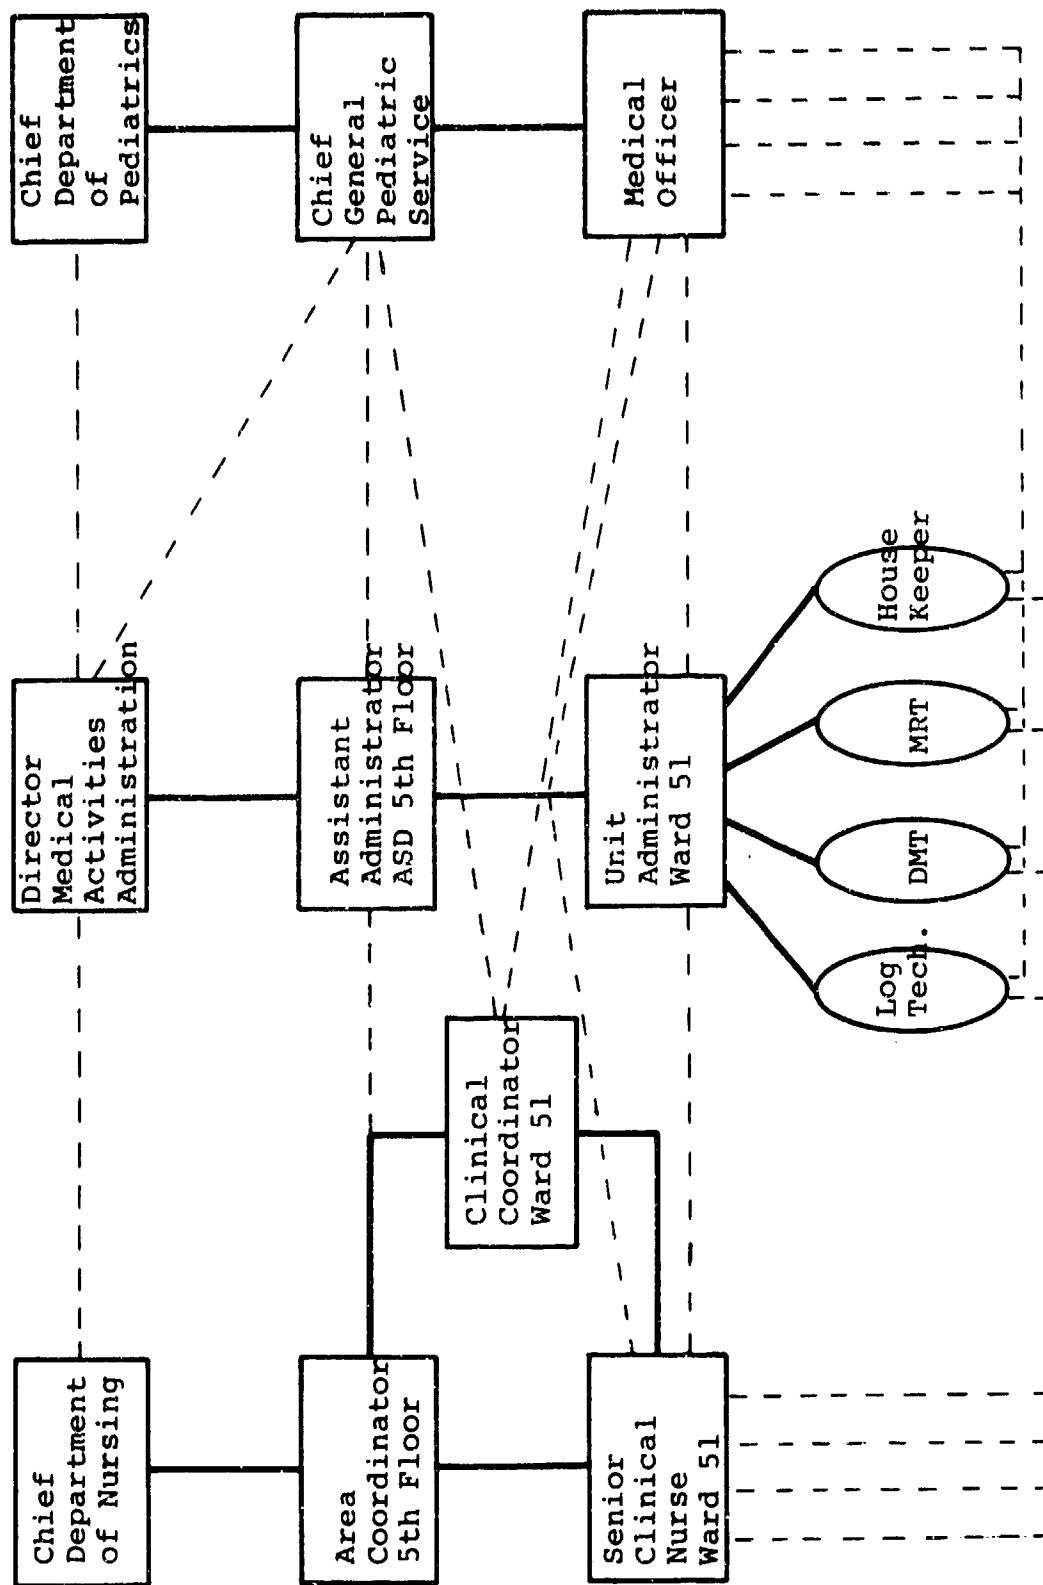 Chief
Department
of
Pediatrics
Chief
General
Pediatric
Service
Medical
Officer
Director
Medical
Activities
Administration
Assistant
Administrator
ASD 5th Floor
Unit
Administrator
Ward 51
House
Keeper
MRT
DMT
Log
Tech.
Clinical
Coordinator
Ward 51
Chief
Department
of Nursing
Area
Coordinator
5th Floor
Senior
Clinical
Nurse
Ward 51